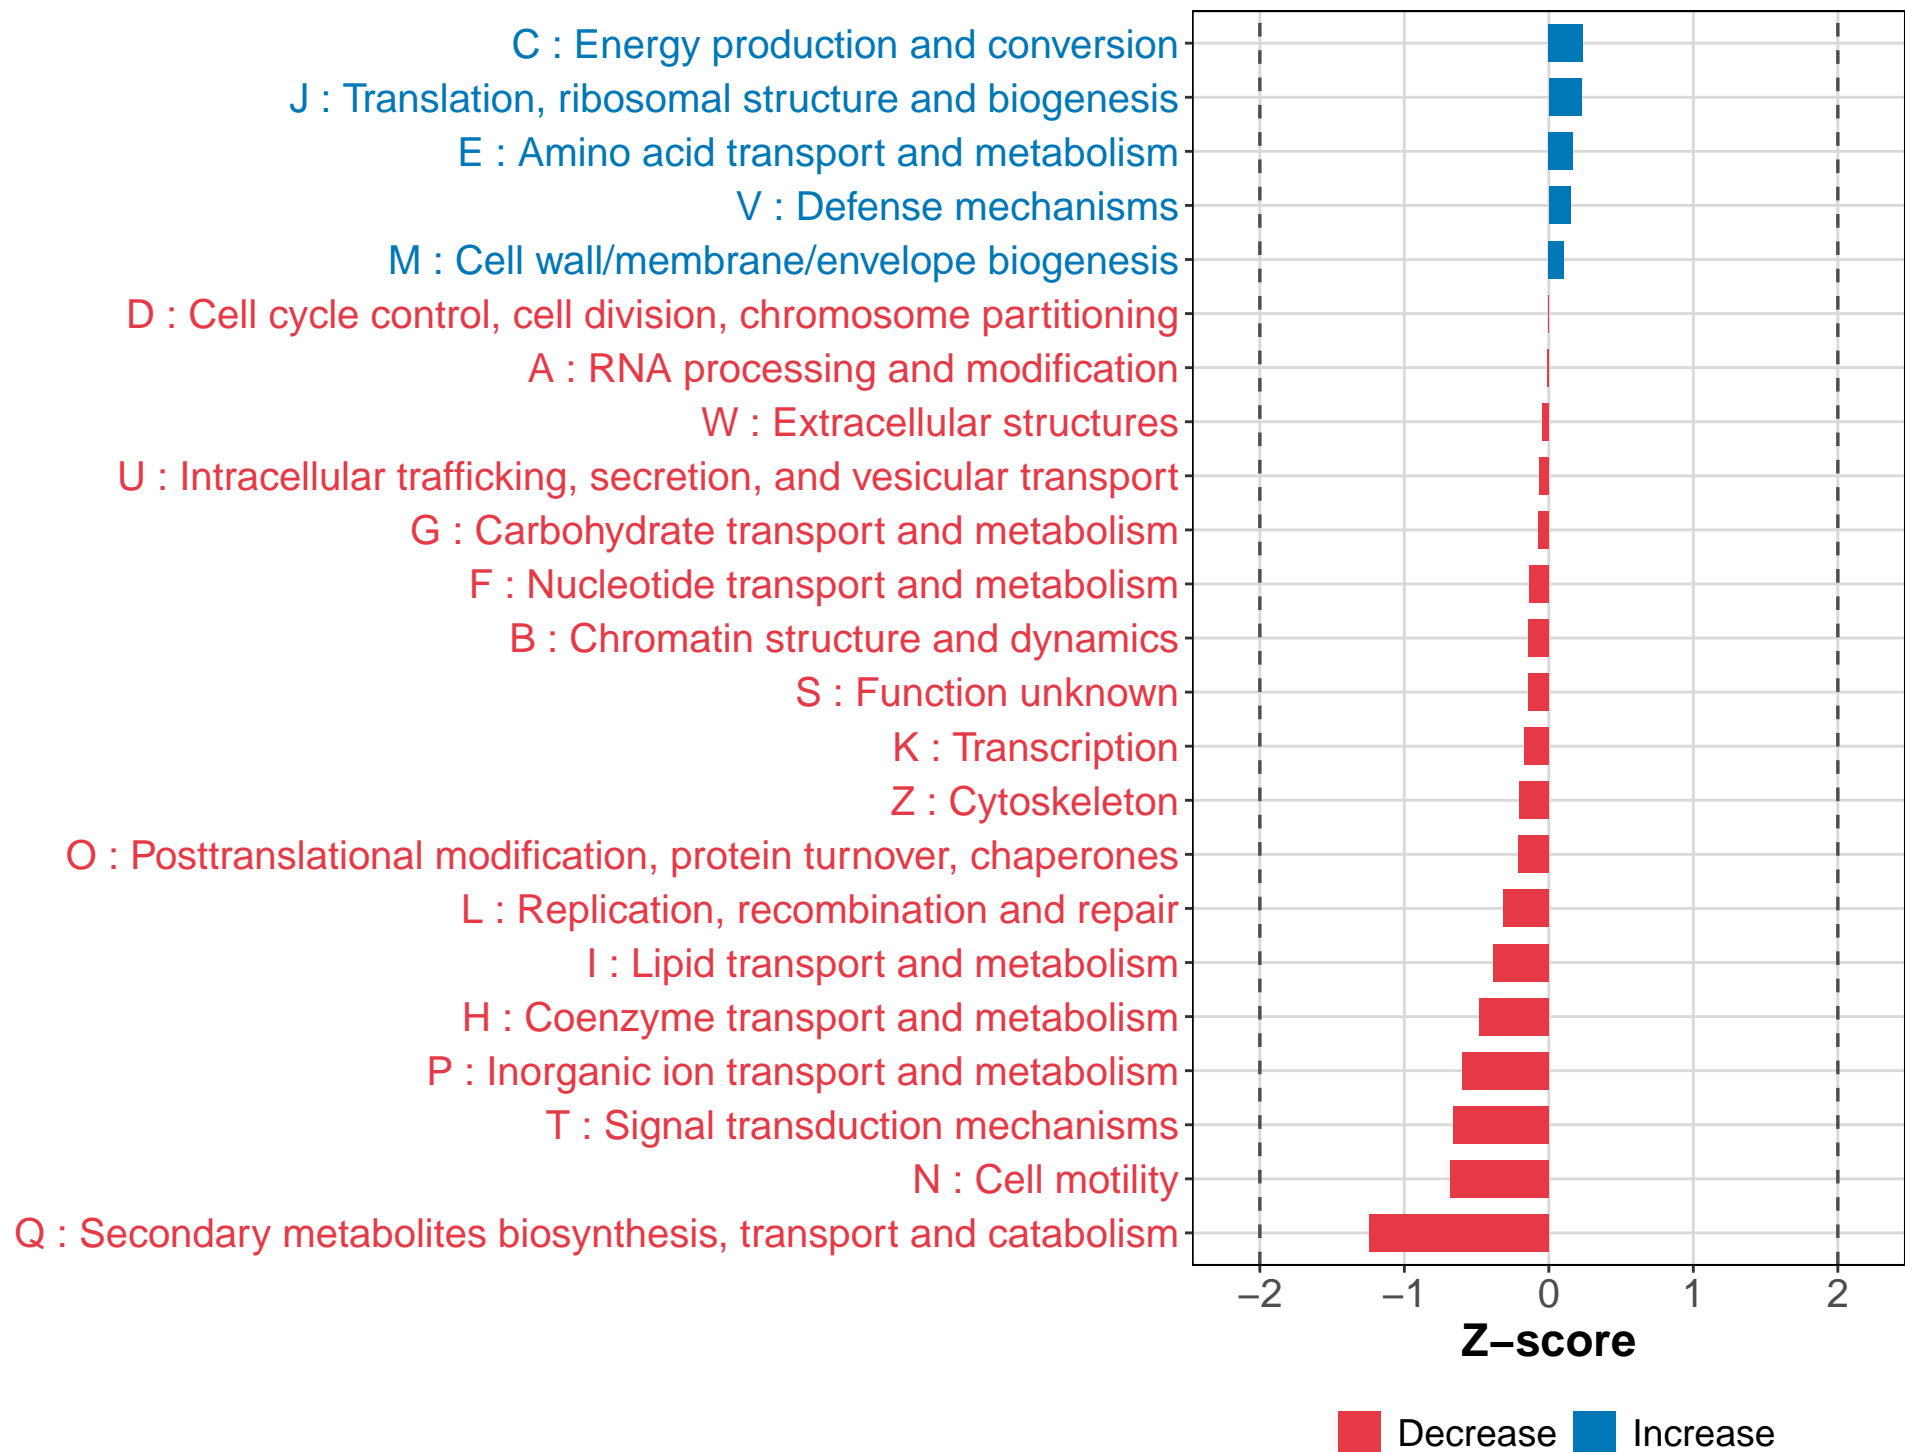 C : Energy production and conversion
J : Translation, ribosomal structure and biogenesis
E : Amino acid transport and metabolism
V : Defense mechanisms
M : Cell wall/membrane/envelope biogenesis
D : Cell cycle control, cell division, chromosome partitioning
A : RNA processing and modification
W : Extracellular structures
U : Intracellular trafficking, secretion, and vesicular transport
G : Carbohydrate transport and metabolism
F : Nucleotide transport and metabolism
B : Chromatin structure and dynamics
S : Function unknown
K : Transcription
Z : Cytoskeleton
O : Posttranslational modification, protein turnover, chaperones
L : Replication, recombination and repair
I : Lipid transport and metabolism
H : Coenzyme transport and metabolism
P : Inorganic ion transport and metabolism
T : Signal transduction mechanisms
N : Cell motility
Q : Secondary metabolites biosynthesis, transport and catabolism
−2 −1 0 1 2
Z−score
Decrease Increase